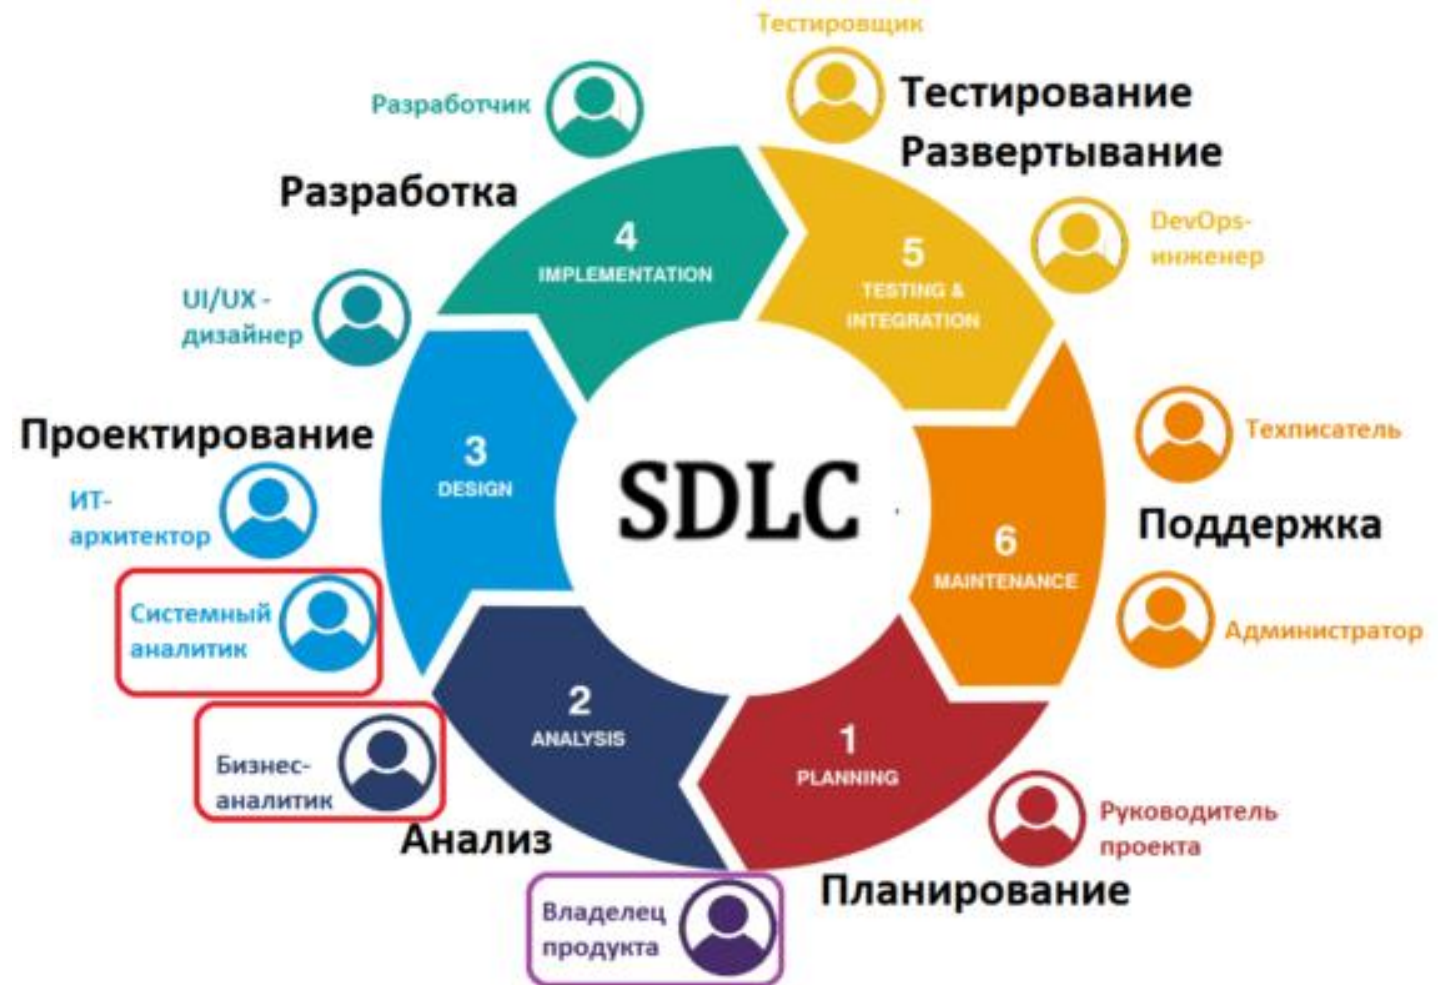 Тестировщик
Разработчик
Тестирование
Развертывание
Разработка
DevOps-
инженер
4
IMPLEMENTATION
5
TESTING &
INTEGRATION
UI/UX -
дизайнер
Проектирование
3
DESIGN
SDLC
Техписатель
ИТ-
архитектор
Поддержка
6
MAINTENANCE
Системный
аналитик
Администратор
2
ANALYSIS
1
PLANNING
Бизнес-
аналитик
Руководитель
проекта
Анализ
Планирование
Владелец
продукта